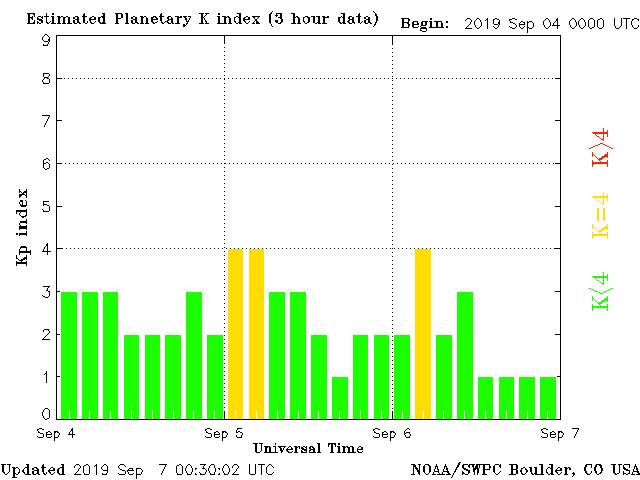 Estimated Planetary K index (3 hour data)
Begin: 2019 Sep 04 0000 UTC
9
8
7
6
5
4
3
2
1
0
Kp index
K>4
K=4
K<4
Sep 4
Sep 5
Sep 6
Sep 7
Universal Time
Updated 2019 Sep 7 00:30:02 UTC
NOAA/SWPC Boulder, CO USA